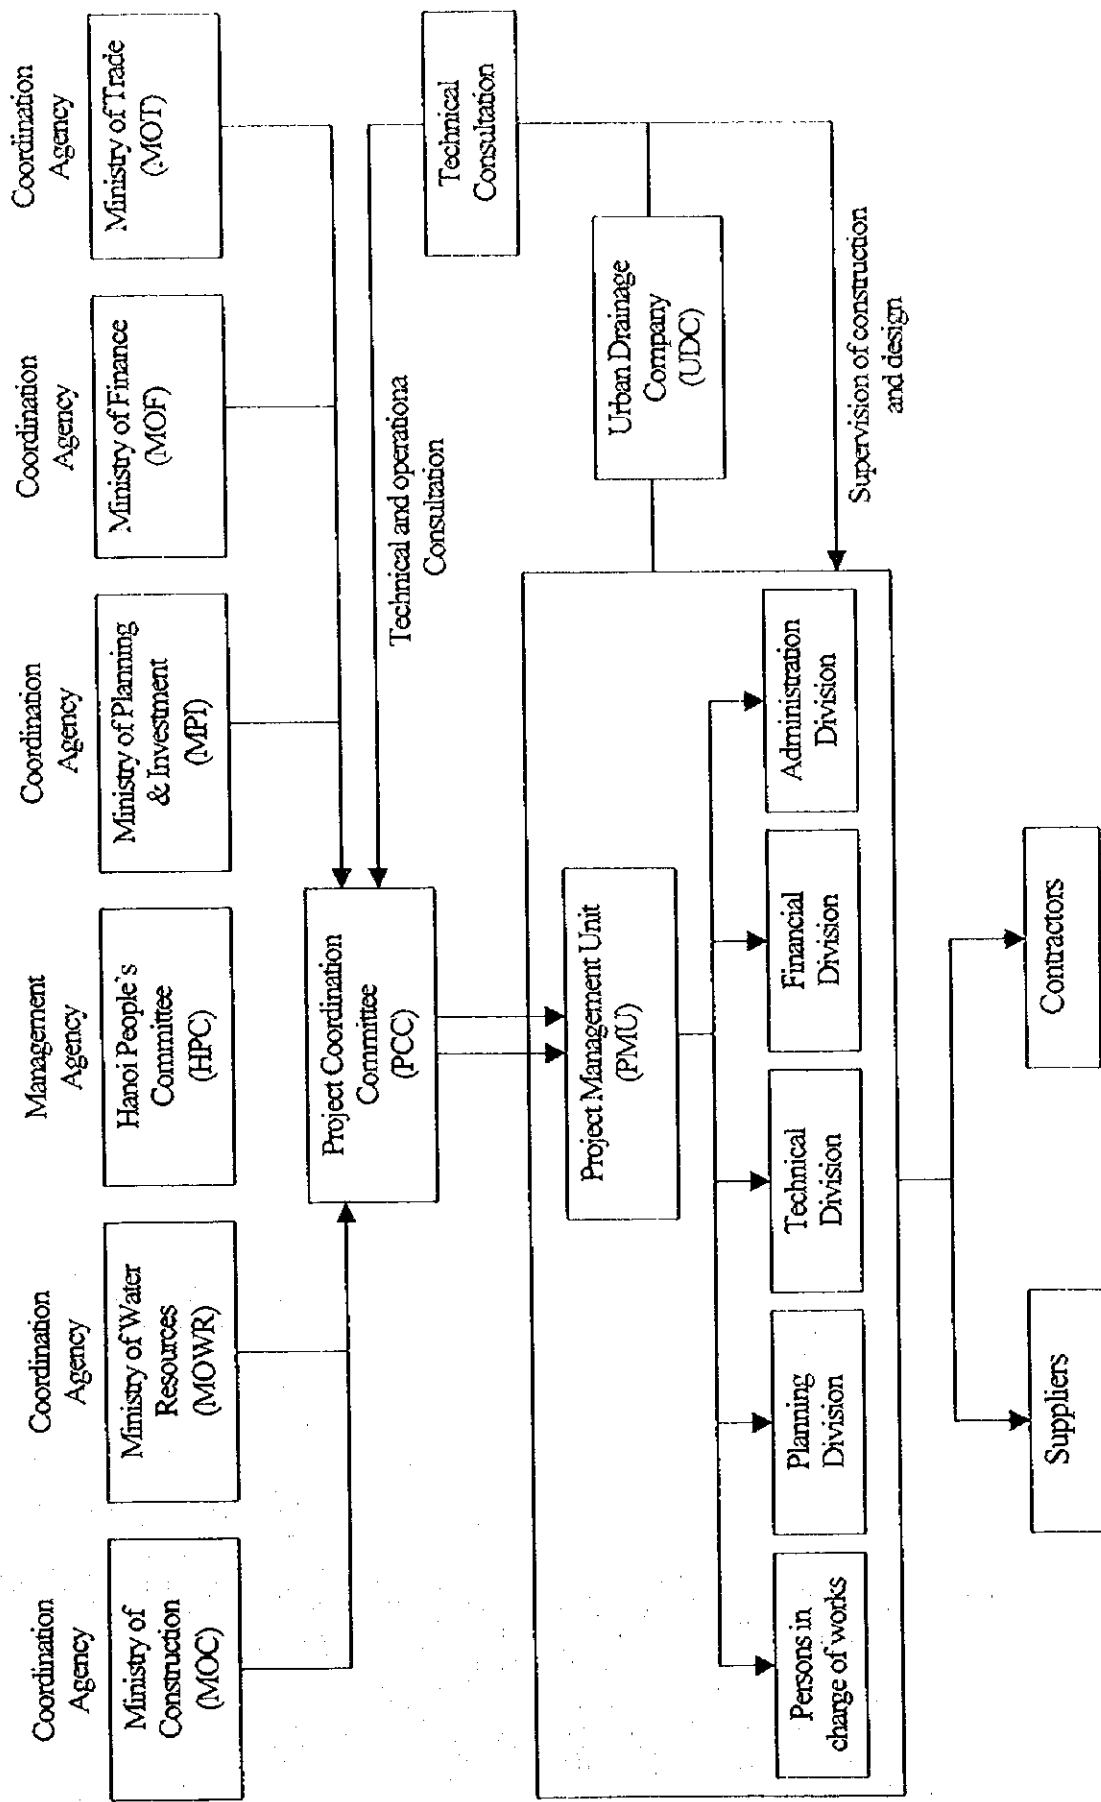 Coordination
Agency
Ministry of
Construction
(MOC)
Coordination
Agency
Ministry of Water
Resources
(MOWR)
Management
Agency
Hanoi People's
Committee
(HPC)
Coordination
Agency
Ministry of Planning
& Investment
(MPI)
Coordination
Agency
Ministry of Finance
(MOF)
Coordination
Agency
Ministry of Trade
(MOT)
Project Coordination
Committee
(PCC)
Technical and operationa
Consultation
Technical
Consultation
Project Management Unit
(PMU)
Urban Drainage
Company
(UDC)
Persons in
charge of works
Planning
Division
Technical
Division
Financial
Division
Administration
Division
Supervision of construction
and design
Suppliers
Contractors